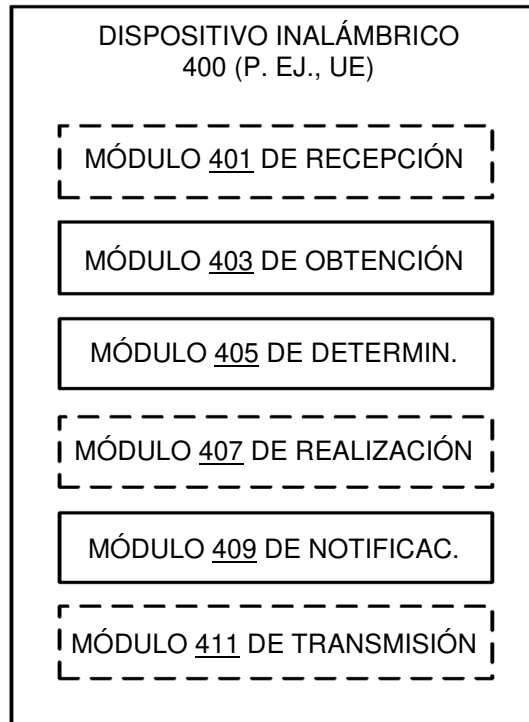 DISPOSITIVO INALÁMBRICO
400 (P. EJ., UE)
MÓDULO 401 DE RECEPCIÓN
MÓDULO 403 DE OBTENCIÓN
MÓDULO 405 DE DETERMIN.
MÓDULO 407 DE REALIZACIÓN
MÓDULO 409 DE NOTIFICAC.
MÓDULO 411 DE TRANSMISIÓN